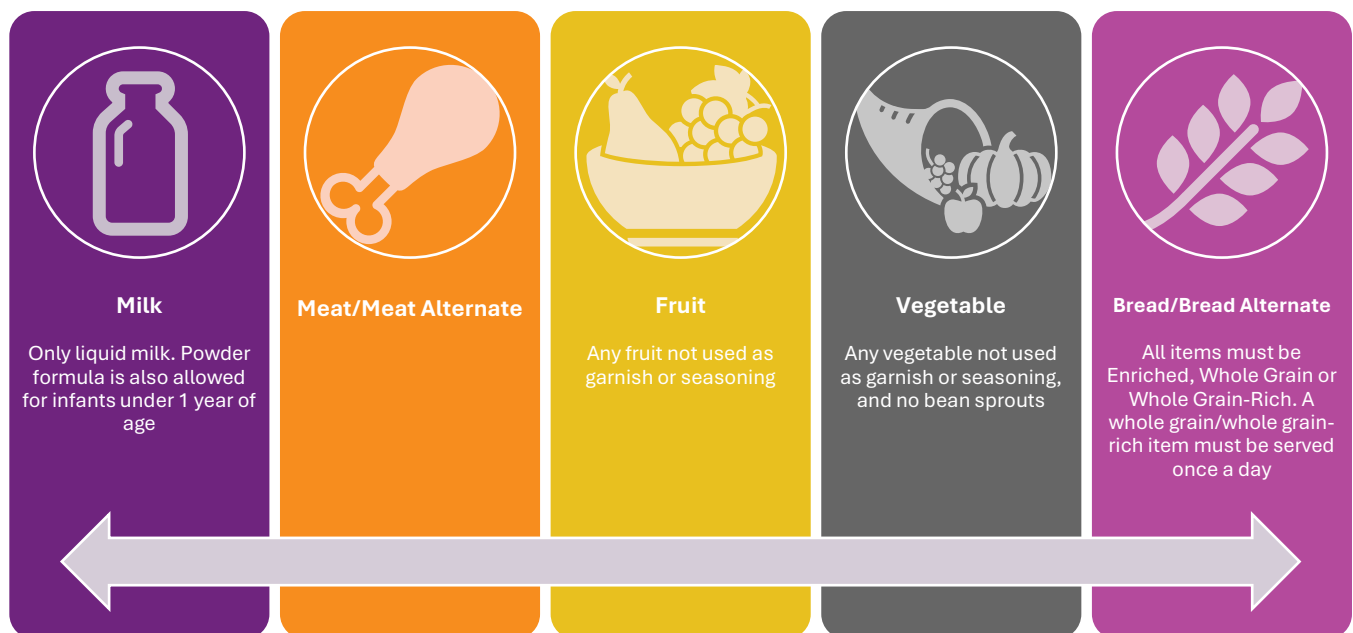 Milk
Only liquid milk. Powder
formula is also allowed
for infants under 1 year of
age
Meat/Meat Alternate
Fruit
Any fruit not used as
garnish or seasoning
Vegetable
Any vegetable not used
as garnish or seasoning,
and no bean sprouts
Bread/Bread Alternate
All items must be
Enriched, Whole Grain or
Whole Grain-Rich. A
whole grain/whole grain-
rich item must be served
once a day